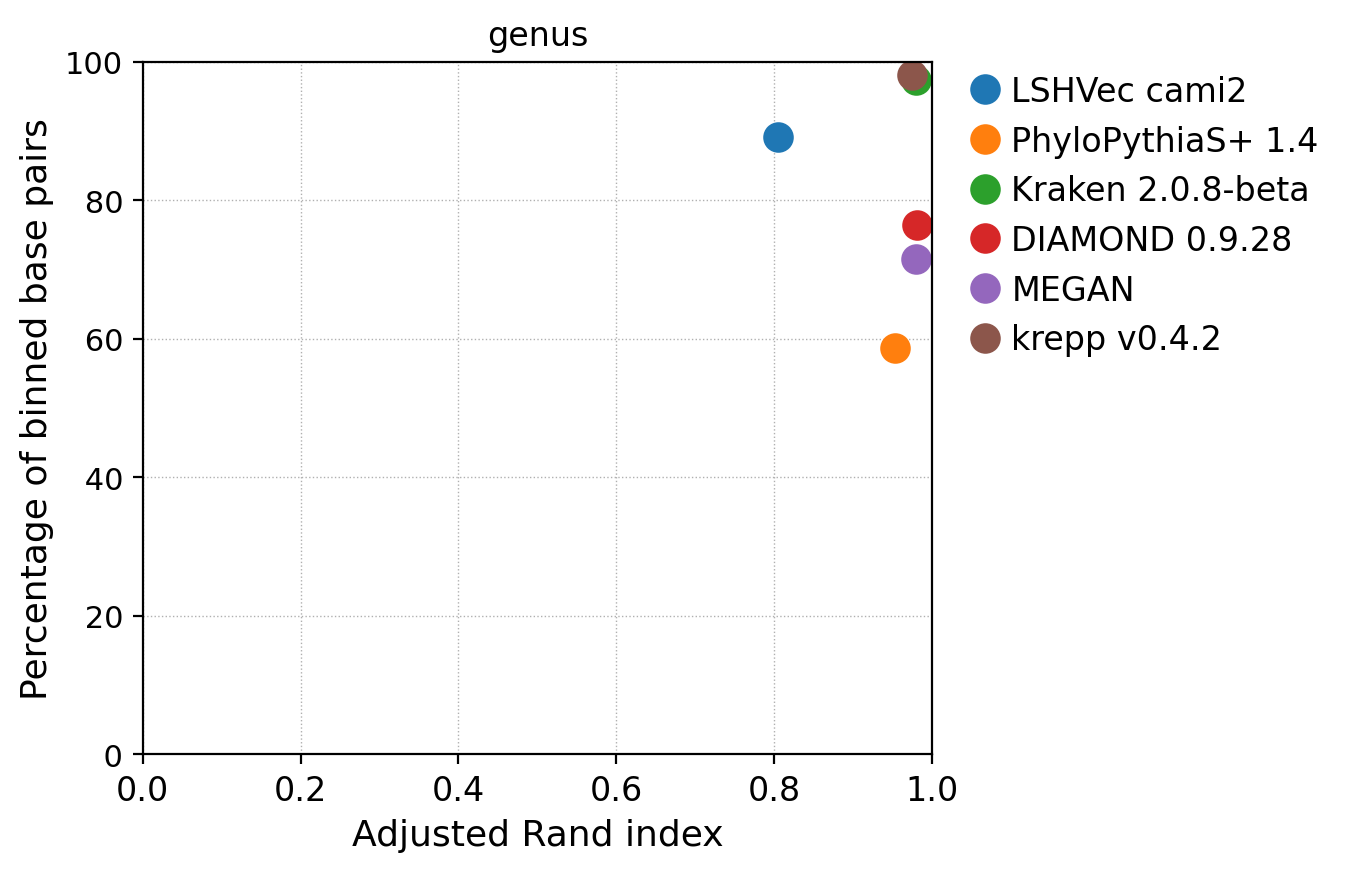 genus
Percentage of binned base pairs
100
80
60
40
20
0
0.0 0.2 0.4 0.6 0.8 1.0
Adjusted Rand index
LSHVec cami2
PhyloPythiaS+ 1.4
Kraken 2.0.8-beta
DIAMOND 0.9.28
MEGAN
krepp v0.4.2